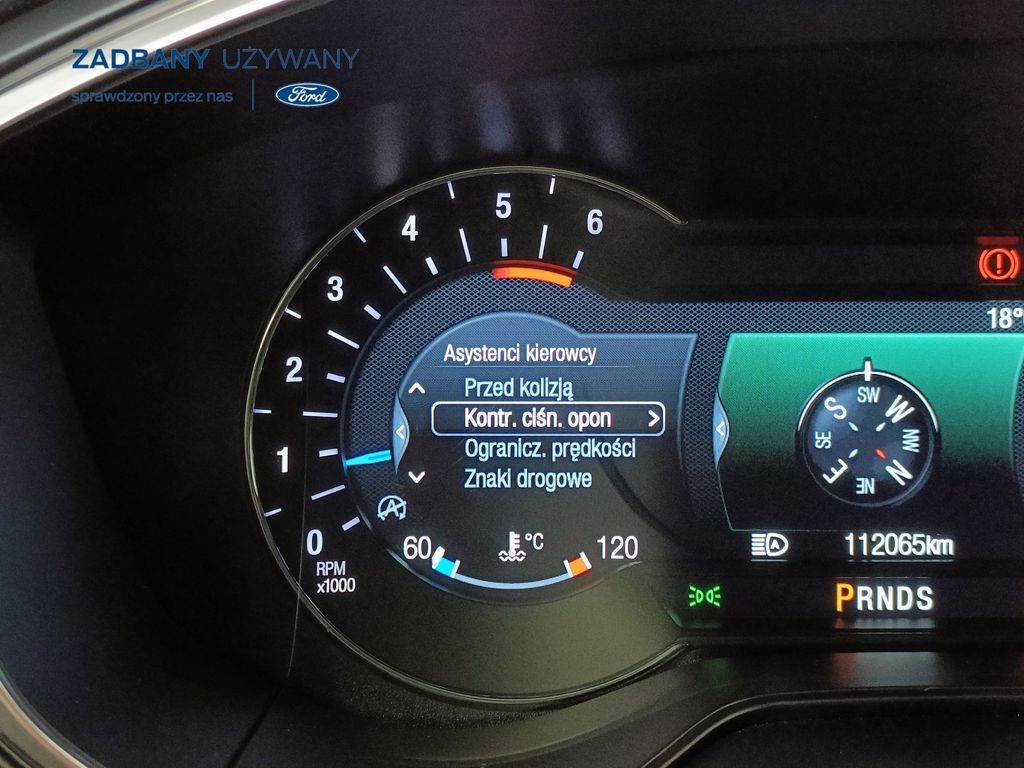 ZADBANY UŻYWANY
sprawdzony przez nas
Ford
4
5
6
3
2
1
0
RPM
x1000
18°
Asystenci kierowcy
Przed kolizją
Kontr. ciśn. opon
Ogranicz. prędkości
Znaki drogowe
A
60
°C
120
SW
S
W
SE
NW
E
N
NE
A
112065km
PRNDS